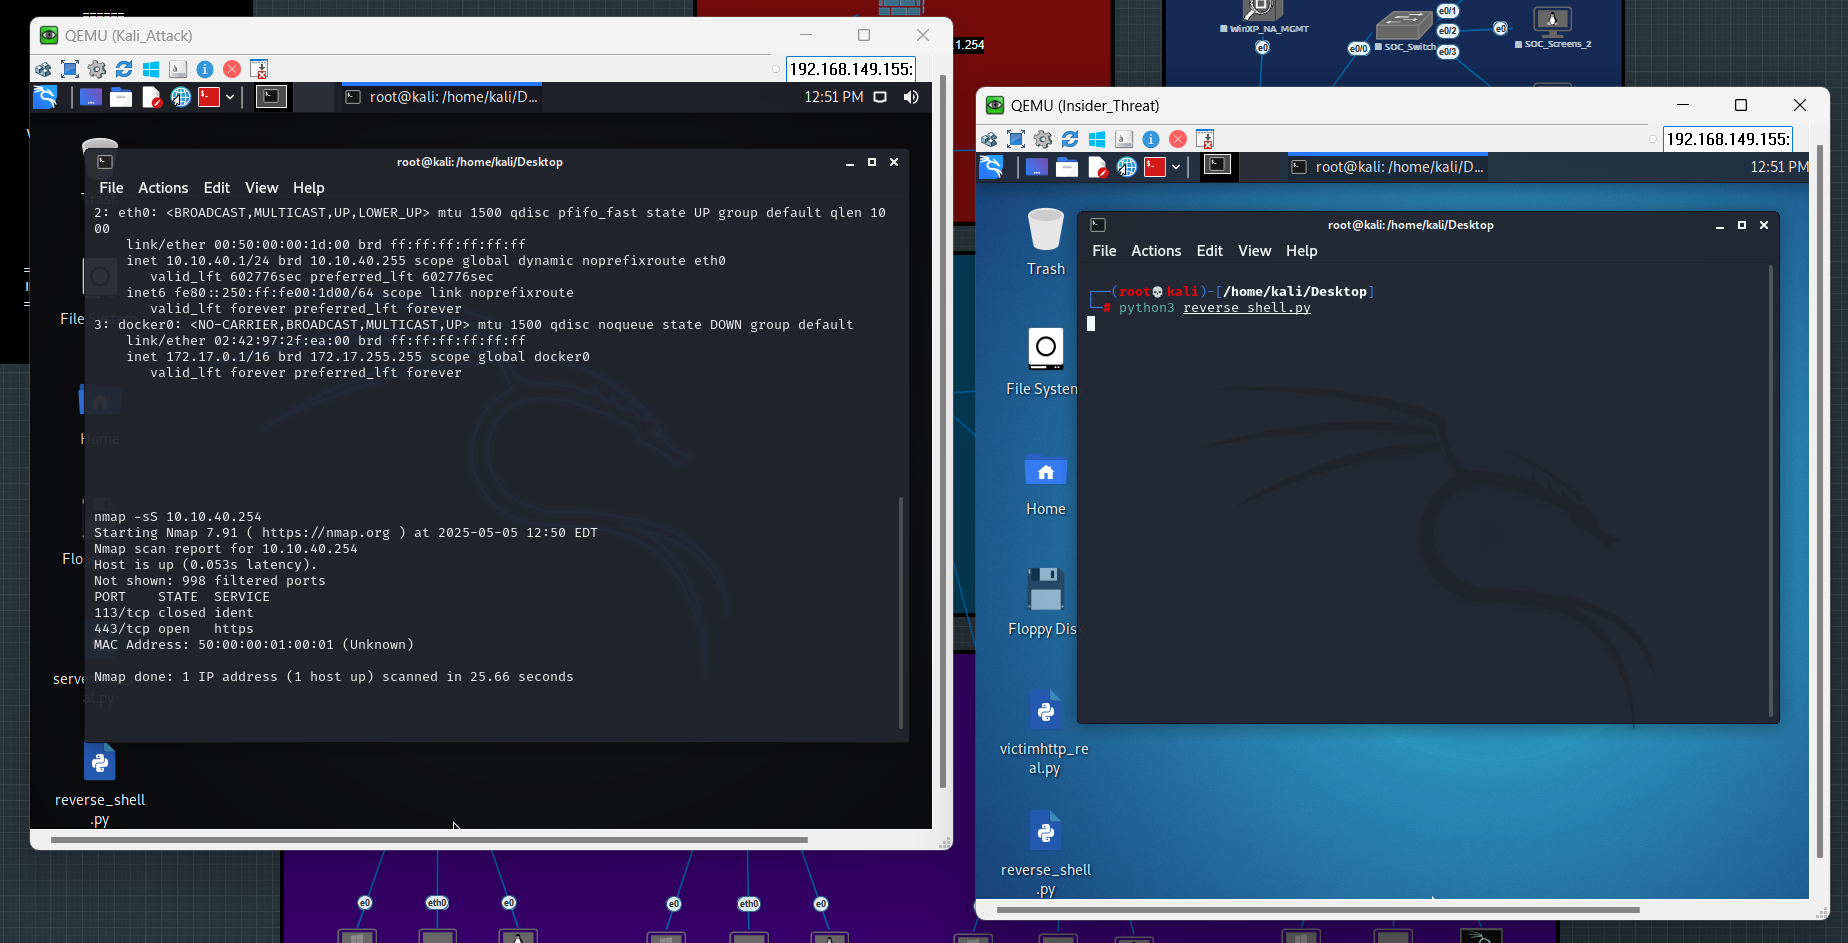 ======
1.254
WinXP_NA_MGMT
e0
e0/0
SOC_Switch
e0/1
e0/2
e0/3
e0
SOC_Screens_2
QEMU (Kali_Attack)
192.168.149.155:
root@kali: /home/kali/D...
12:51 PM
root@kali: /home/kali/Desktop
File Actions Edit View Help
2: eth0: <BROADCAST,MULTICAST,UP,LOWER_UP> mtu 1500 qdisc pfifo_fast state UP group default qlen 10
00
link/ether 00:50:00:00:1d:00 brd ff:ff:ff:ff:ff:ff
inet 10.10.40.1/24 brd 10.10.40.255 scope global dynamic noprefixroute eth0
valid_lft 602776sec preferred_lft 602776sec
inet6 fe80::250:ff:fe00:1d00/64 scope link noprefixroute
valid_lft forever preferred_lft forever
3: docker0: <NO-CARRIER,BROADCAST,MULTICAST,UP> mtu 1500 qdisc noqueue state DOWN group default
link/ether 02:42:97:2f:ea:00 brd ff:ff:ff:ff:ff:ff
inet 172.17.0.1/16 brd 172.17.255.255 scope global docker0
valid_lft forever preferred_lft forever
nmap -sS 10.10.40.254
Starting Nmap 7.91 ( https://nmap.org ) at 2025-05-05 12:50 EDT
Nmap scan report for 10.10.40.254
Host is up (0.053s latency).
Not shown: 998 filtered ports
PORT STATE SERVICE
113/tcp closed ident
443/tcp open https
MAC Address: 50:00:00:01:00:01 (Unknown)
Nmap done: 1 IP address (1 host up) scanned in 25.66 seconds
Trash
File System
Home
Flo
serve
al.py
reverse_shell
.py
QEMU (Insider_Threat)
192.168.149.155:
root@kali: /home/kali/D...
12:51 PM
root@kali: /home/kali/Desktop
File Actions Edit View Help
(root💀kali)-[/home/kali/Desktop]
# python3 reverse_shell.py
Trash
File System
Home
Floppy Dis
victimhttp_re
al.py
reverse_shell
.py
e0
eth0
e0
e0
eth0
e0